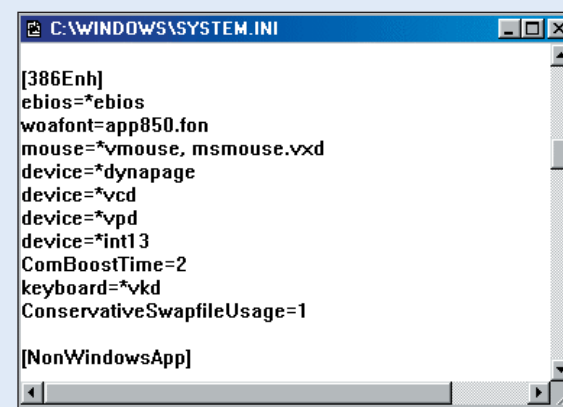 C:\WINDOWS\SYSTEM.INI
[386Enh]
ebios=*ebios
woafont=app850.fon
mouse=*vmouse, msmouse.vxd
device=*dynapage
device=*vcd
device=*vpd
device=*int13
ComBoostTime=2
keyboard=*vkd
ConservativeSwapfileUsage=1
[NonWindowsApp]